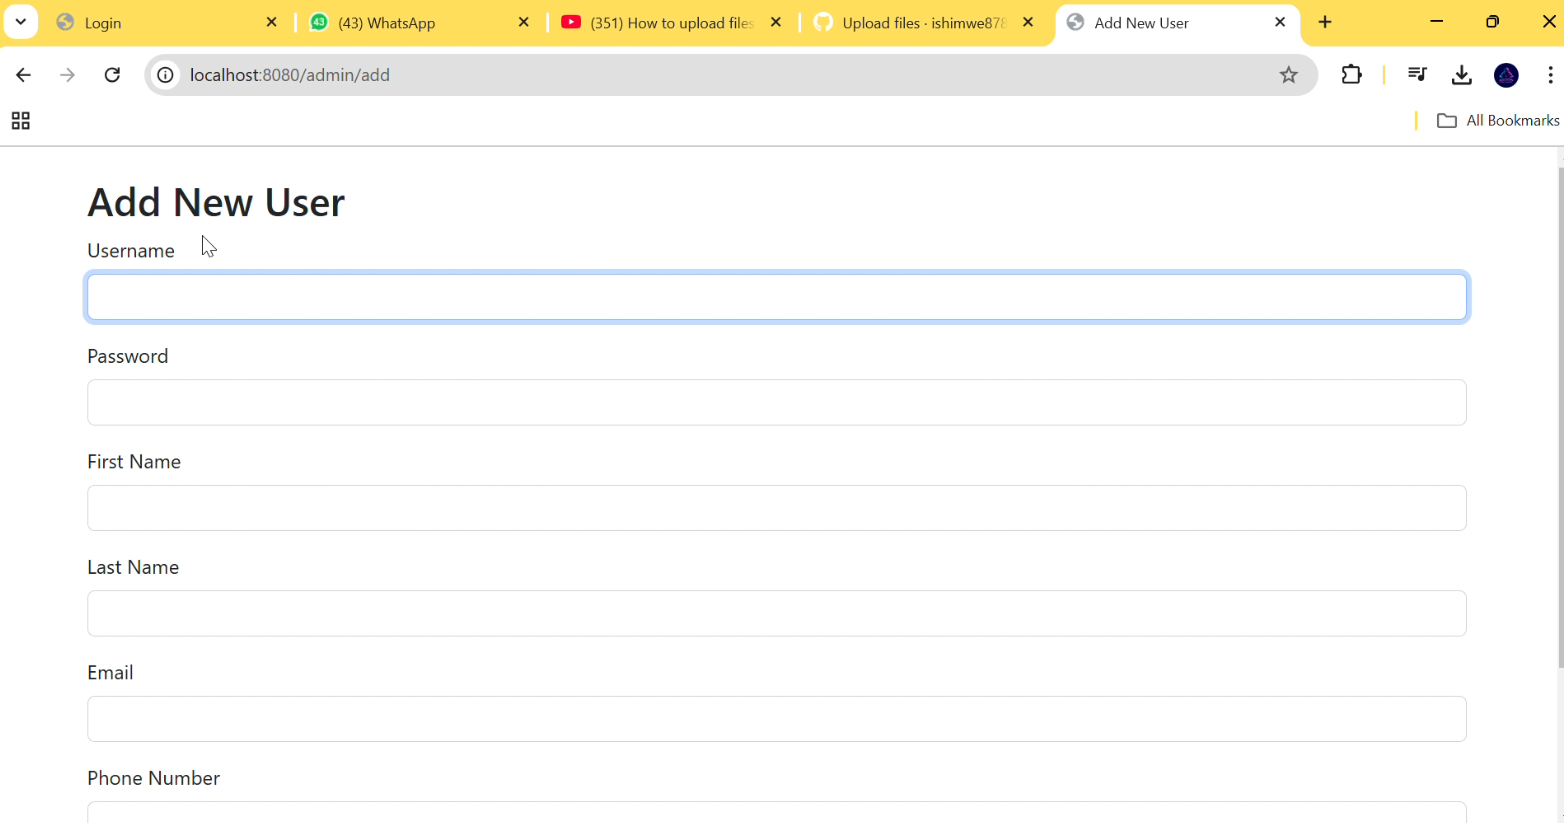 Login
43
(43) WhatsApp
(351) How to upload files
Upload files · ishimwe878
Add New User
localhost:8080/admin/add
All Bookmarks
Add New User
Username
Password
First Name
Last Name
Email
Phone Number